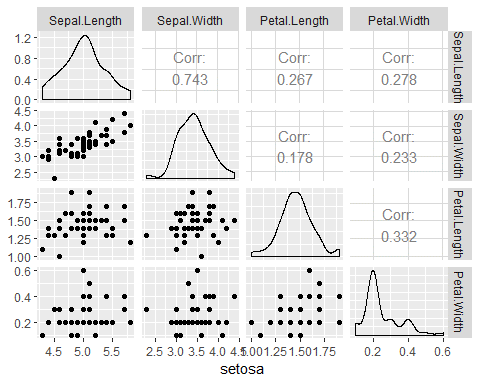 Sepal.Length Sepal.Width Petal.Length Petal.Width
1.2
0.8
0.4
0.0
Corr:
0.743
Corr:
0.267
Corr:
0.278
Sepal.Length
4.5
4.0
3.5
3.0
2.5
Corr:
0.178
Corr:
0.233
Sepal.Width
1.75
1.50
1.25
1.00
Corr:
0.332
Petal.Length
0.6
0.4
0.2
Petal.Width
4.5 5.0 5.5
2.5 3.0 3.5 4.0 4.5
1.00 1.25 1.50 1.75
0.2 0.4 0.6
setosa